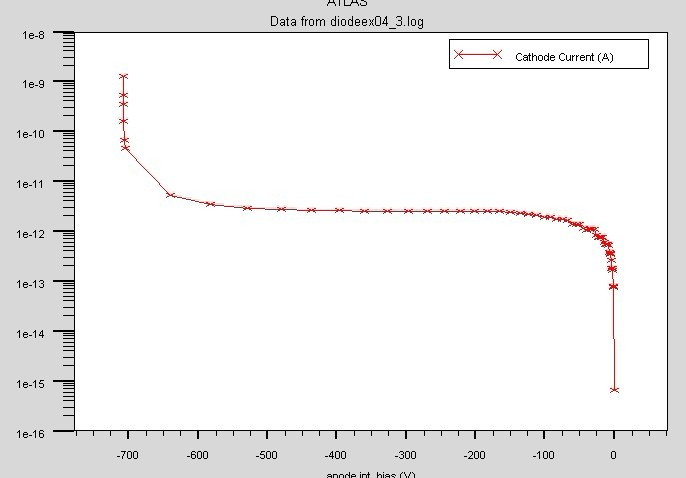 ATLAS
Data from diodeex04_3.log
Cathode Current (A)
1e-8
1e-9
1e-10
1e-11
1e-12
1e-13
1e-14
1e-15
1e-16
-700 -600 -500 -400 -300 -200 -100 0
anode int. bias (V)